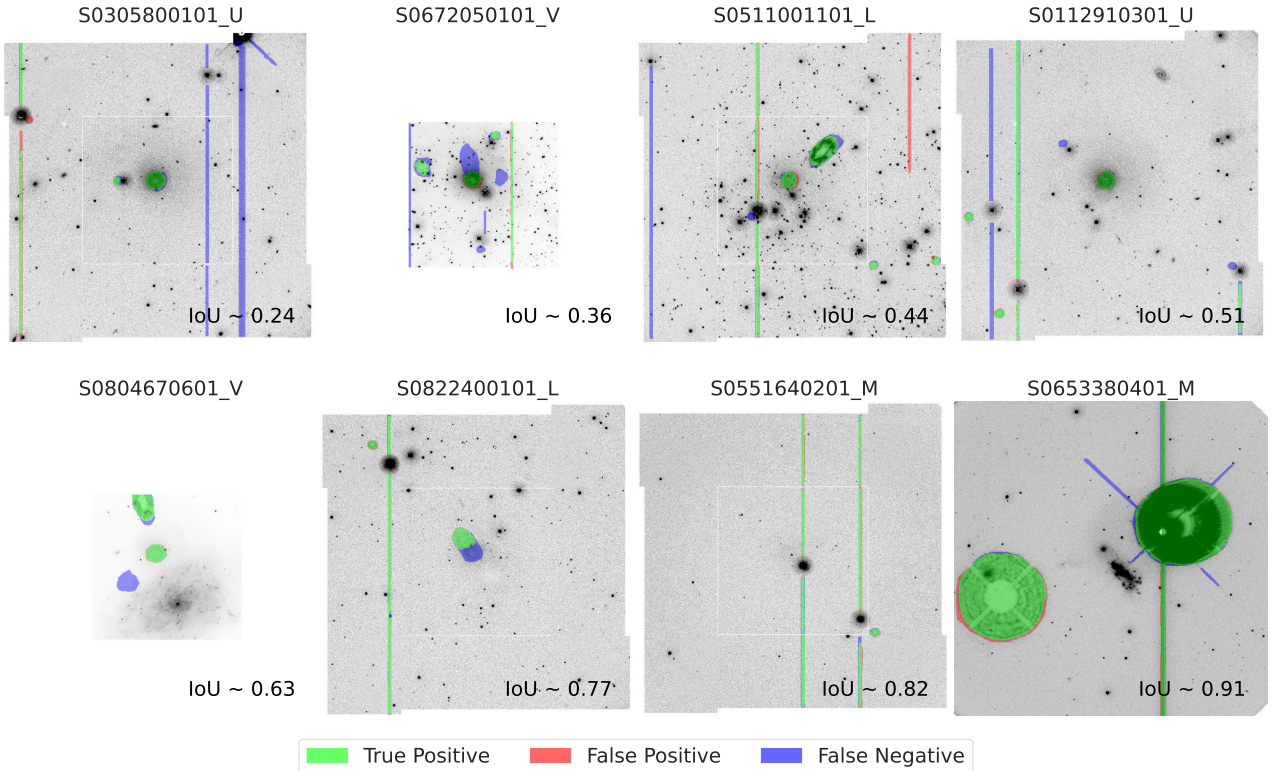 S0305800101_U
S0672050101_V
S0511001101_L
S0112910301_U
IoU ~ 0.24
IoU ~ 0.36
IoU ~ 0.44
IoU ~ 0.51
S0804670601_V
S0822400101_L
S0551640201_M
S0653380401_M
IoU ~ 0.63
IoU ~ 0.77
IoU ~ 0.82
IoU ~ 0.91
True Positive
False Positive
False Negative